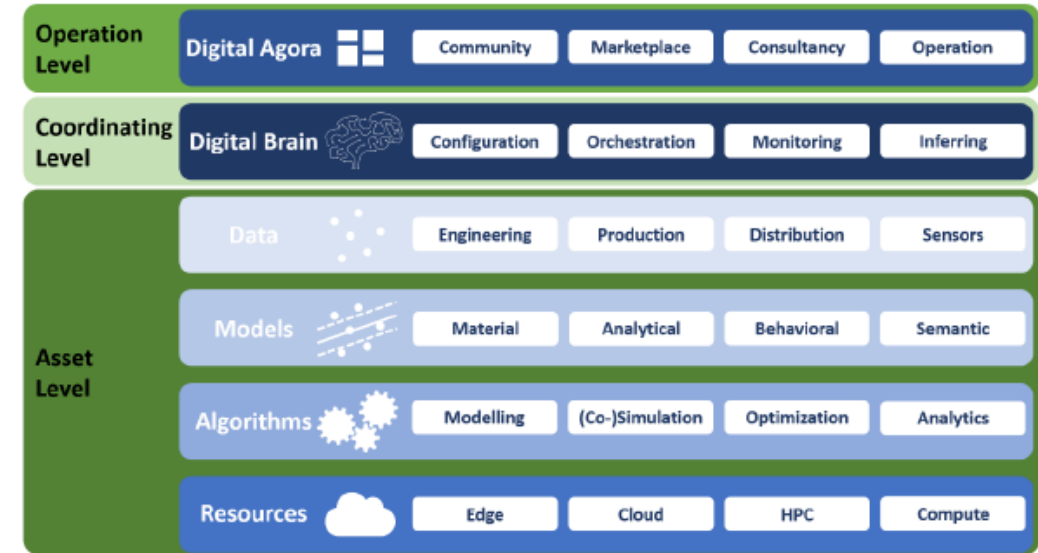 Operation
Level
Digital Agora
Community
Marketplace
Consultancy
Operation
Coordinating
Level
Digital Brain
Configuration
Orchestration
Monitoring
Inferring
Asset
Level
Data
Engineering
Production
Distribution
Sensors
Models
Material
Analytical
Behavioral
Semantic
Algorithms
Modelling
(Co-)Simulation
Optimization
Analytics
Resources
Edge
Cloud
HPC
Compute